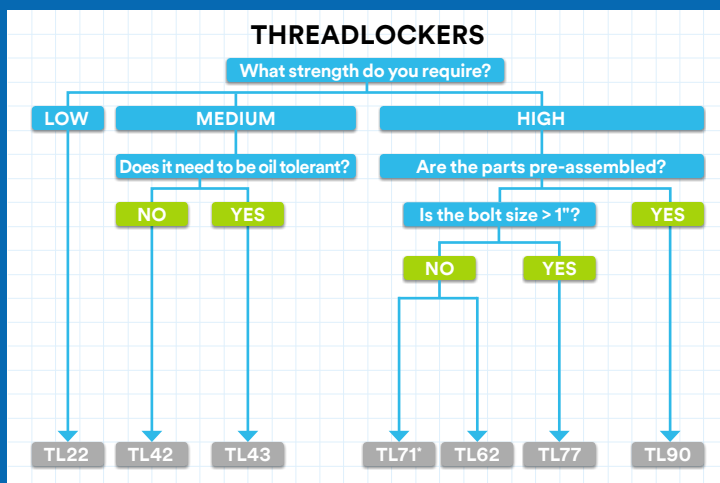 THREADLOCKERS
What strength do you require?
LOW
MEDIUM
HIGH
Does it need to be oil tolerant?
Are the parts pre-assembled?
NO
YES
Is the bolt size > 1"?
YES
NO
YES
TL22
TL42
TL43
TL71*
TL62
TL77
TL90